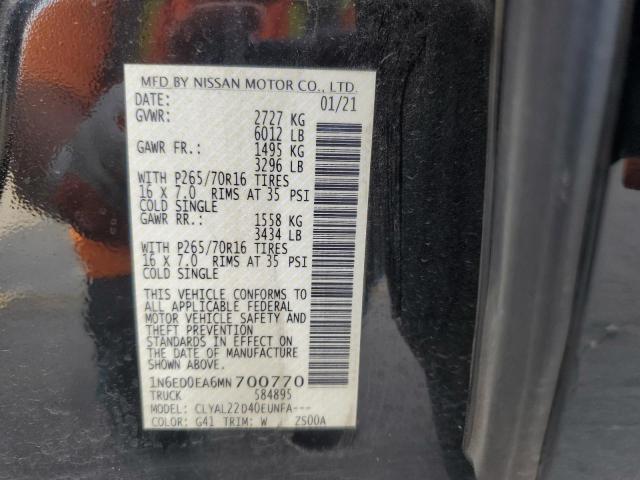 MFD BY NISSAN MOTOR CO., LTD.
DATE: 01/21
GVWR: 2727 KG
6012 LB
GAWR FR.: 1495 KG
3296 LB
WITH P265/70R16 TIRES
16 X 7.0 RIMS AT 35 PSI
COLD SINGLE
GAWR RR.: 1558 KG
3434 LB
WITH P265/70R16 TIRES
16 X 7.0 RIMS AT 35 PSI
COLD SINGLE
THIS VEHICLE CONFORMS TO
ALL APPLICABLE FEDERAL
MOTOR VEHICLE SAFETY AND
THEFT PREVENTION
STANDARDS IN EFFECT ON
THE DATE OF MANUFACTURE
SHOWN ABOVE.
1N6ED0EA6MN700770
TRUCK 584895
MODEL: CLYAL22D40EUNFA---
COLOR: G41 TRIM: W ZS00A